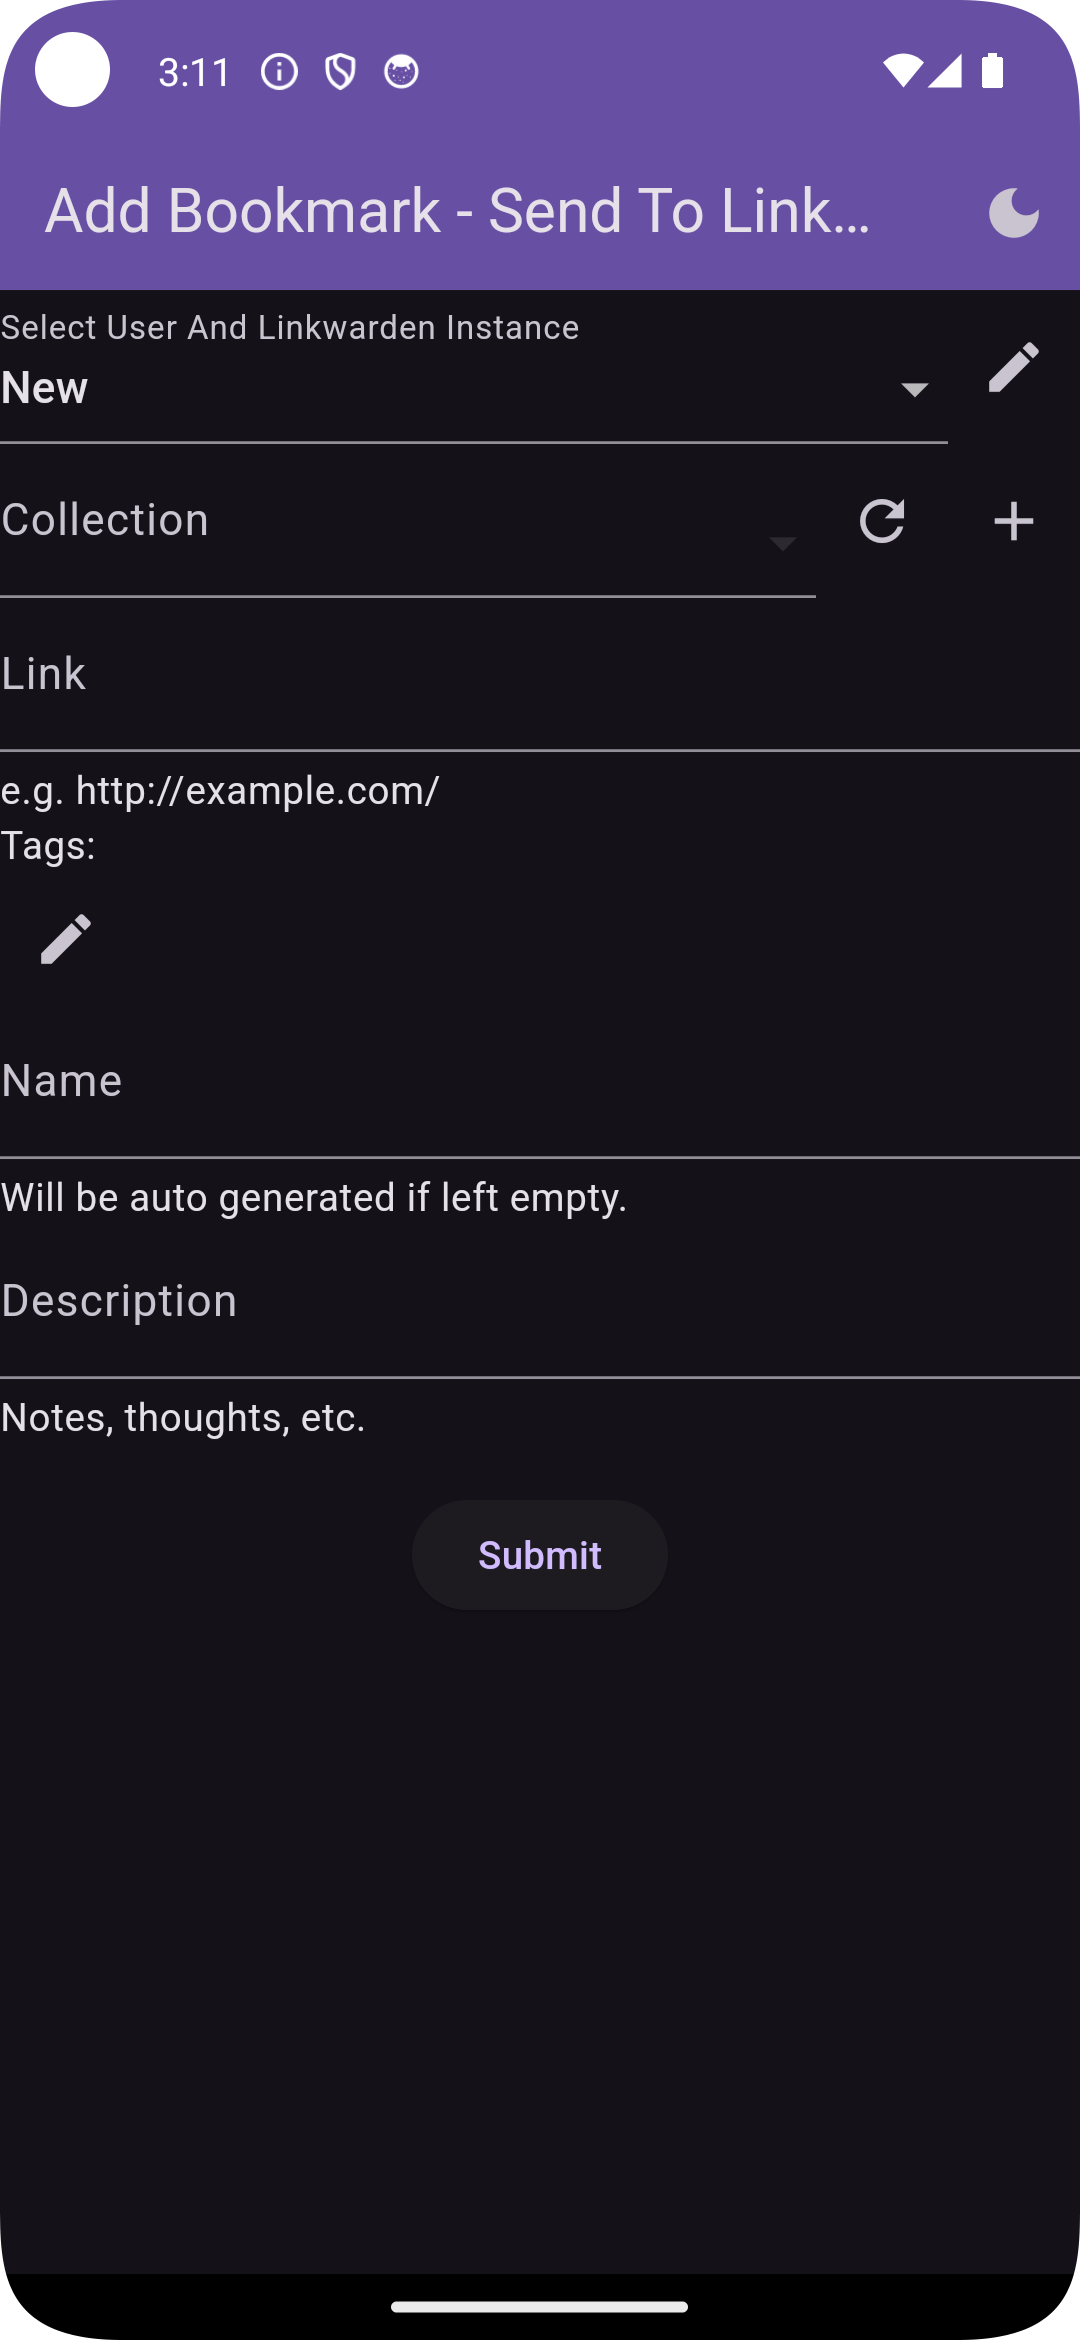 3:11
Add Bookmark - Send To Link...
Select User And Linkwarden Instance
New
Collection
Link
e.g. http://example.com/
Tags:
Name
Will be auto generated if left empty.
Description
Notes, thoughts, etc.
Submit